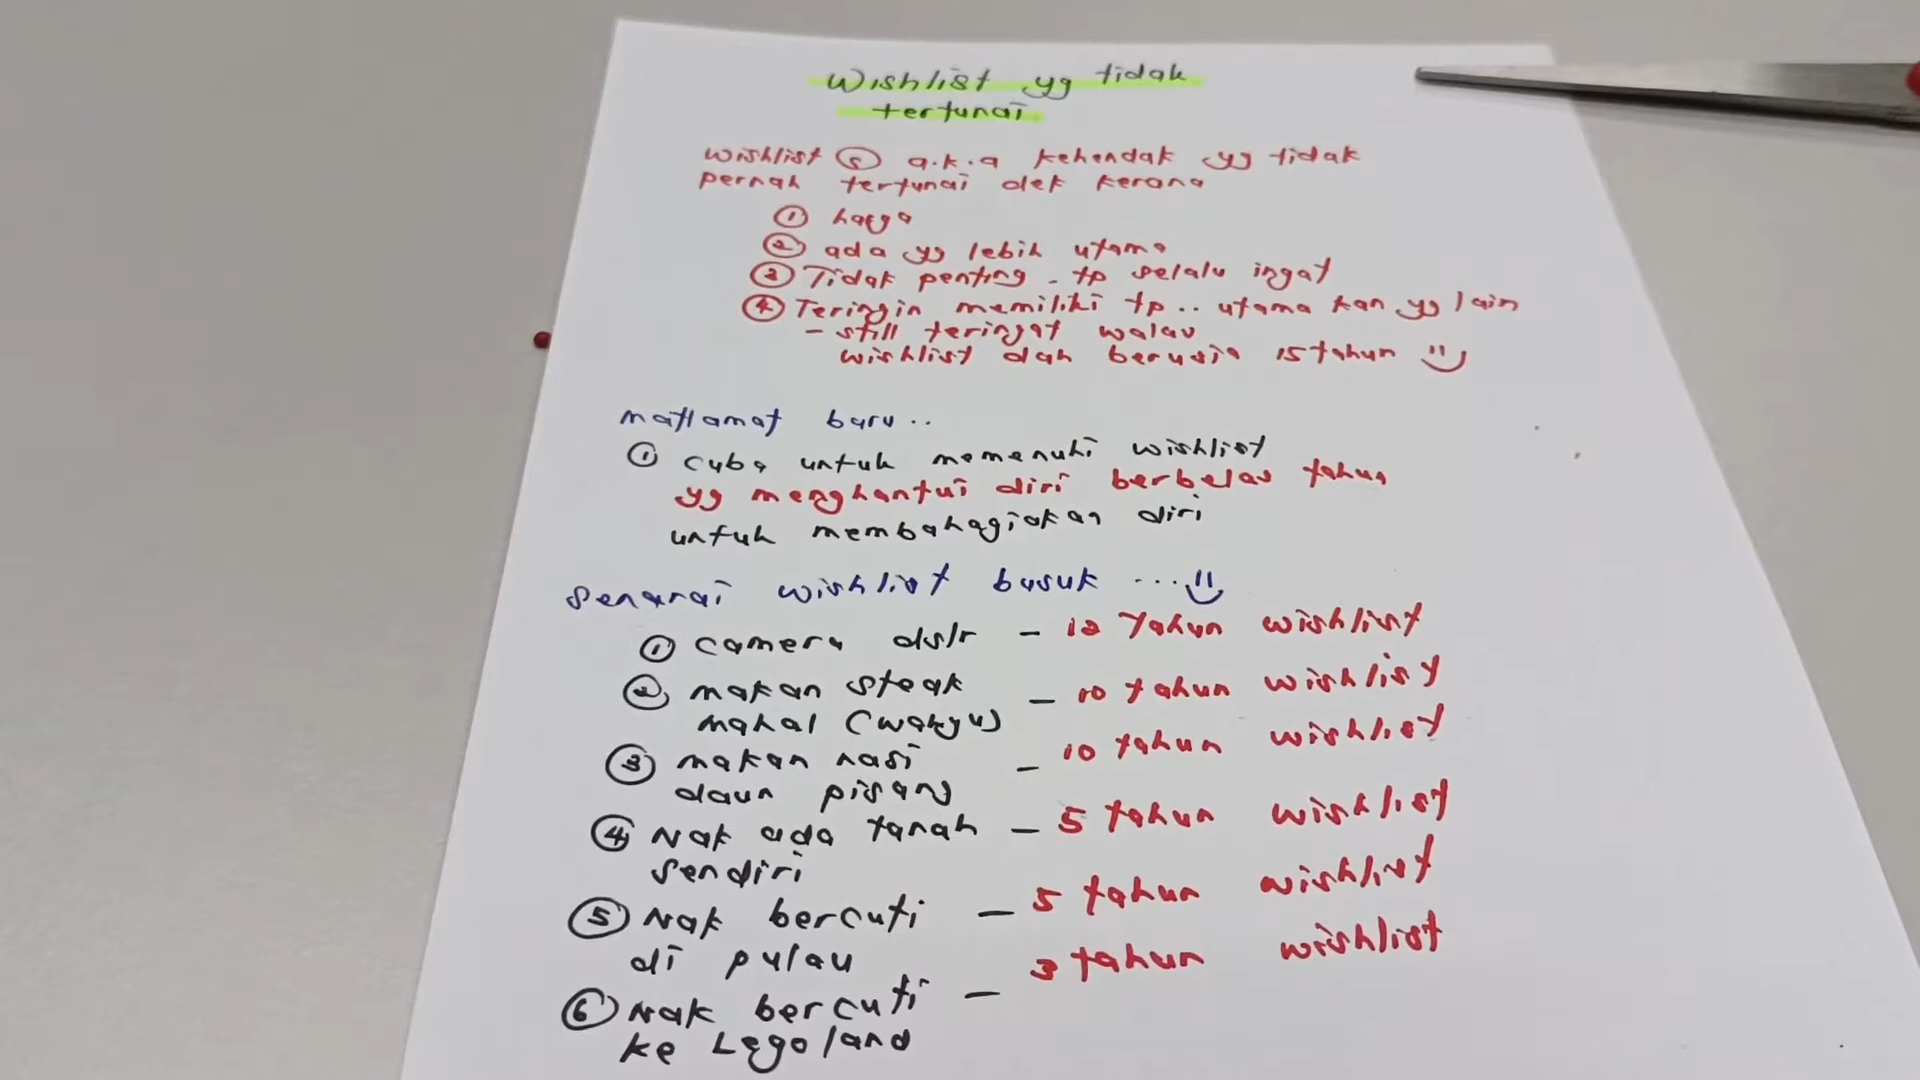 Wishlist yg tidak
tertunai
wishlist (s) a.k.a kehendak yg tidak
pernah tertunai dek kerana
① harga
② ada yg lebih utama
③ Tidak penting - tp selalu ingat
④ Teringin memiliki tp .. utama kan yg lain
- still teringat walau
wishlist dah berusia 15 tahun
matlamat baru ..
① cuba untuk memenuhi wishlist
yg menghantui diri berbelas tahun
untuk membahagiakan diri
Senarai wishlist busuk ...
① camera dslr - 12 tahun wishlist
② makan steak - 10 tahun wishlist
mahal (wakyu)
③ makan nasi - 10 tahun wishlist
daun pisang
④ Nak ada tanah - 5 tahun wishlist
sendiri
⑤ Nak bercuti - 5 tahun wishlist
di pulau
⑥ Nak bercuti - 3 tahun wishlist
ke Legoland